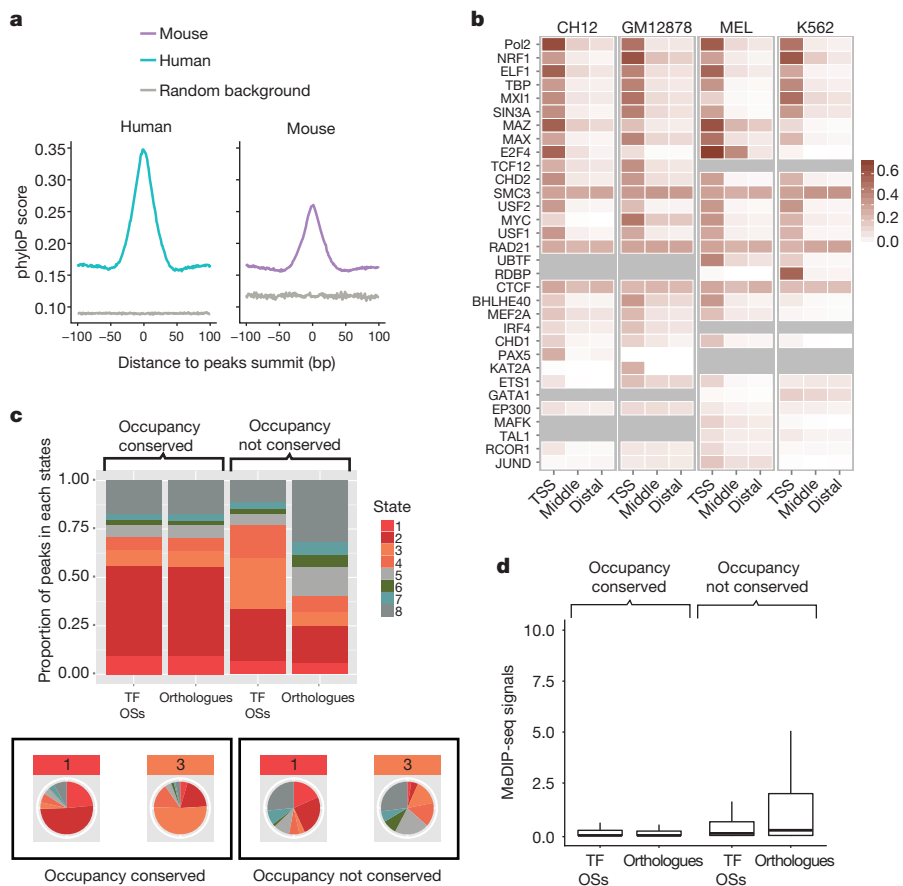 a
Mouse
Human
Random background
Human
Mouse
phyloP score
0.35
0.30
0.25
0.20
0.15
0.10
−100 −50 0 50 100
−100 −50 0 50 100
Distance to peaks summit (bp)
b
CH12 GM12878 MEL K562
Pol2
NRF1
ELF1
TBP
MXI1
SIN3A
MAZ
MAX
E2F4
TCF12
CHD2
SMC3
USF2
MYC
USF1
RAD21
UBTF
RDBP
CTCF
BHLHE40
MEF2A
IRF4
CHD1
PAX5
KAT2A
ETS1
GATA1
EP300
MAFK
TAL1
RCOR1
JUND
TSS Middle Distal TSS Middle Distal TSS Middle Distal TSS Middle Distal
0.6
0.4
0.2
0.0
c
Occupancy
conserved
Occupancy
not conserved
Proportion of peaks in each states
1.00
0.75
0.50
0.25
0.00
TF
OSs
Orthologues
TF
OSs
Orthologues
State
1
2
3
4
5
6
7
8
1 3
1 3
Occupancy conserved
Occupancy not conserved
d
Occupancy
conserved
Occupancy
not conserved
MeDIP-seq signals
10.0
7.5
5.0
2.5
0.0
TF
OSs
Orthologues
TF
OSs
Orthologues